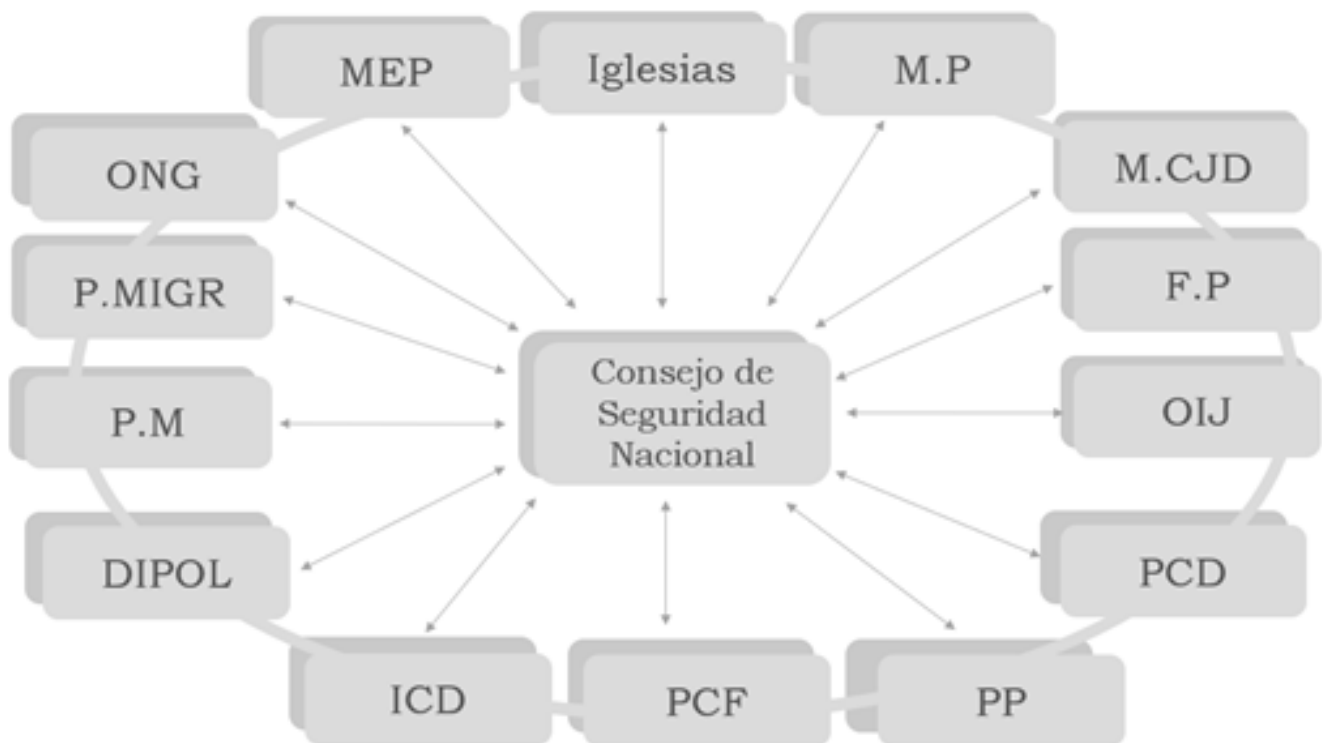 MEP
Iglesias
M.P
ONG
M.CJD
P.MIGR
F.P
Consejo de
Seguridad
Nacional
P.M
OIJ
DIPOL
PCD
ICD
PCF
PP